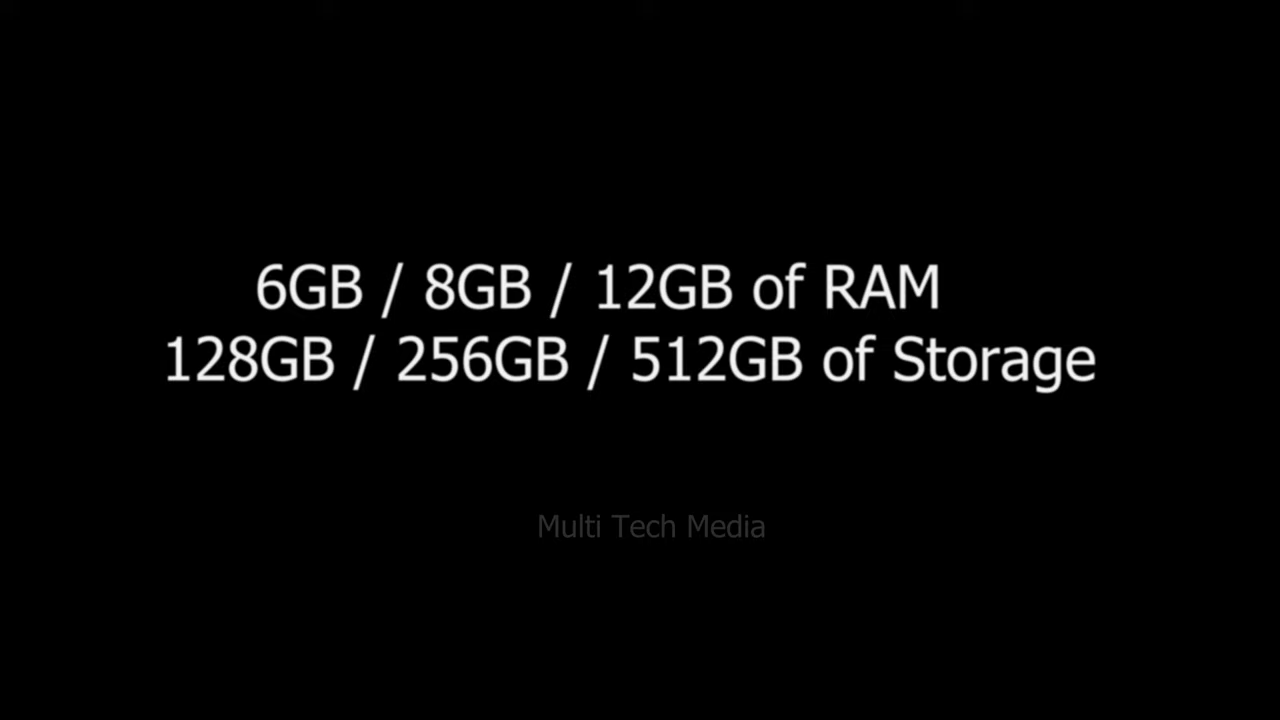 6GB / 8GB / 12GB of RAM
128GB / 256GB / 512GB of Storage
Multi Tech Media